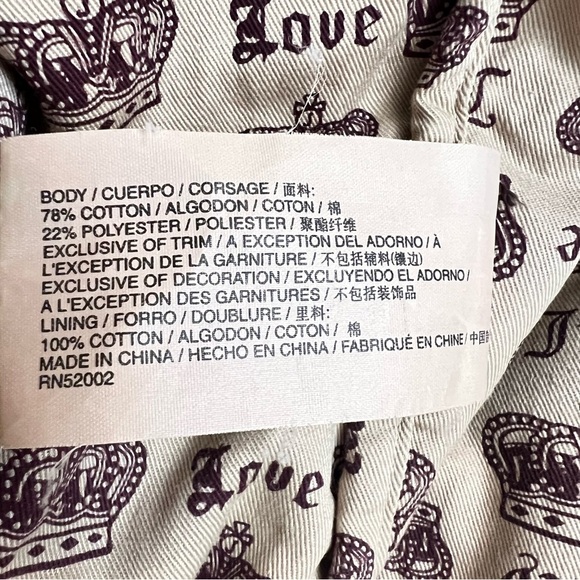 Love
BODY / CUERPO / CORSAGE / 面料:
78% COTTON / ALGODON / COTON / 棉
22% POLYESTER / POLIESTER / 聚酯纤维
EXCLUSIVE OF TRIM / A EXCEPTION DEL ADORNO / À
L'EXCEPTION DE LA GARNITURE / 不包括辅料(镶边)
EXCLUSIVE OF DECORATION / EXCLUYENDO EL ADORNO /
A L'EXCEPTION DES GARNITURES / 不包括装饰品
LINING / FORRO / DOUBLURE / 里料:
100% COTTON / ALGODON / COTON / 棉
MADE IN CHINA / HECHO EN CHINA / FABRIQUÉ EN CHINE / 中国
RN52002
Love